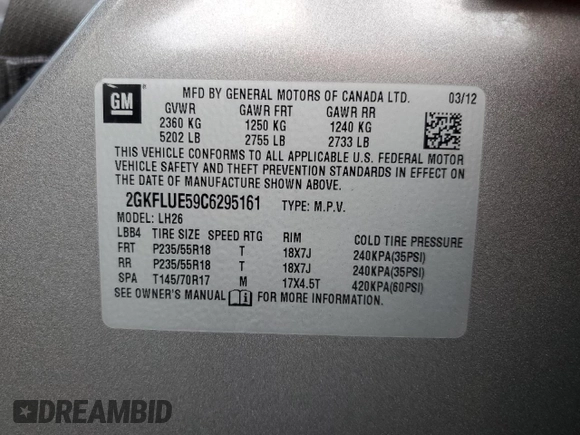 GM
MFD BY GENERAL MOTORS OF CANADA LTD. 03/12
GVWR GAWR FRT GAWR RR
2360 KG 1250 KG 1240 KG
5202 LB 2755 LB 2733 LB
THIS VEHICLE CONFORMS TO ALL APPLICABLE U.S. FEDERAL MOTOR
VEHICLE SAFETY AND THEFT PREVENTION STANDARDS IN EFFECT ON
THE DATE OF MANUFACTURE SHOWN ABOVE.
2GKFLUE59C6295161 TYPE: M.P.V.
MODEL: LH26
LBB4 TIRE SIZE SPEED RTG RIM COLD TIRE PRESSURE
FRT P235/55R18 T 18X7J 240KPA(35PSI)
RR P235/55R18 T 18X7J 240KPA(35PSI)
SPA T145/70R17 M 17X4.5T 420KPA(60PSI)
SEE OWNER'S MANUAL FOR MORE INFORMATION.
DREAMBID